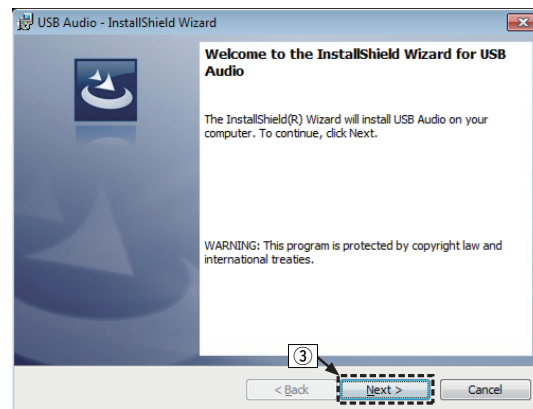 USB Audio - InstallShield Wizard
Welcome to the InstallShield Wizard for USB
Audio
The InstallShield(R) Wizard will install USB Audio on your
computer. To continue, click Next.
WARNING: This program is protected by copyright law and
international treaties.
③
< Back
Next >
Cancel